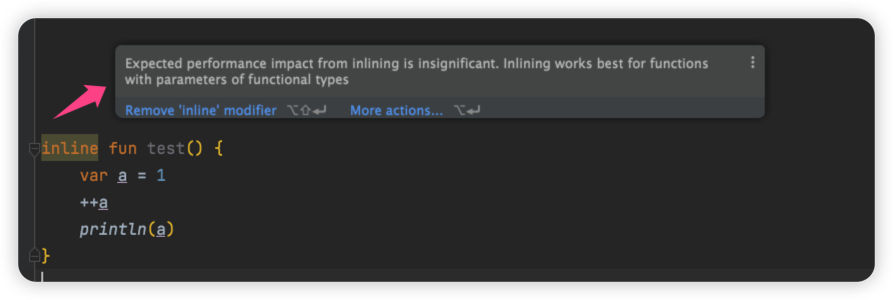 Expected performance impact from inlining is insignificant. Inlining works best for functions
with parameters of functional types
Remove 'inline' modifier ⌥⇧↩ More actions... ⌥↩
inline fun test() {
    var a = 1
    ++a
    println(a)
}